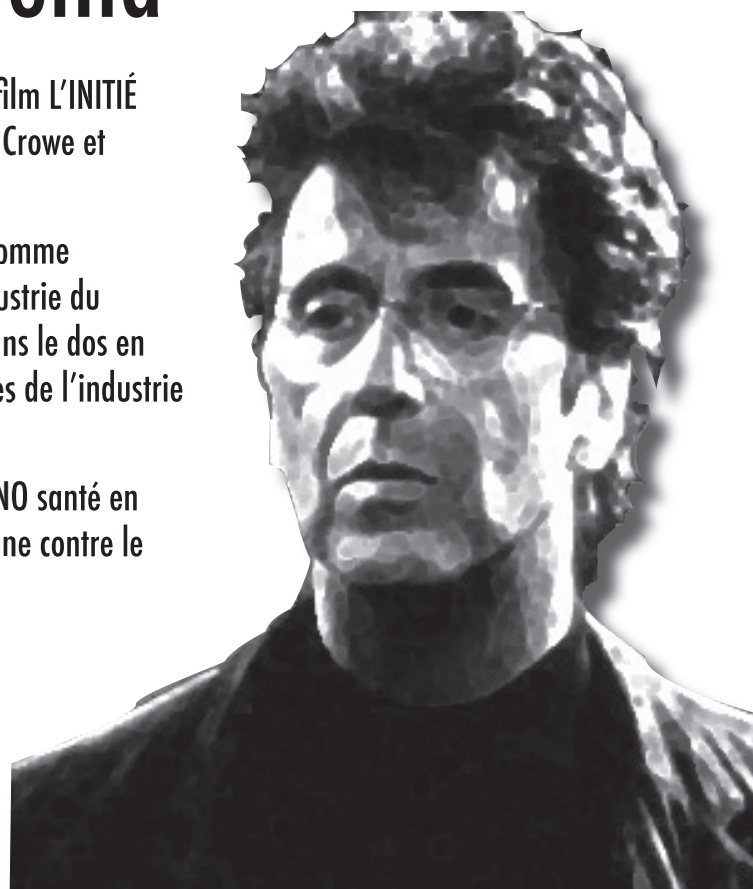 film L’INITIÉ
Crowe et
omme
ustrie du
ns le dos en
es de l’industrie
NO santé en
ne contre le